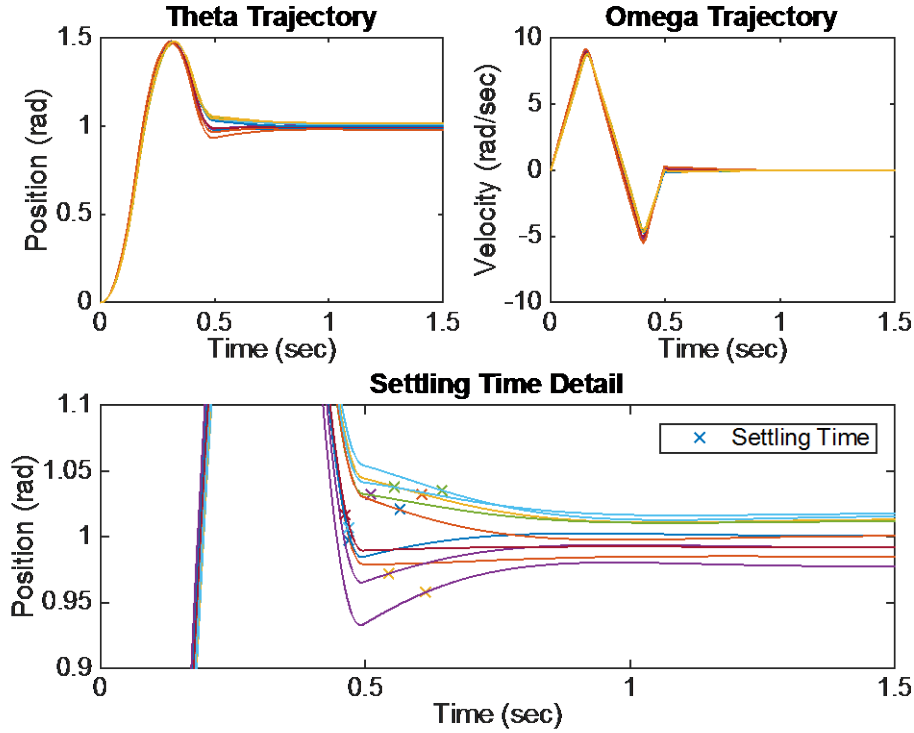 Theta Trajectory
1.5
1
0.5
0
Position (rad)
0 0.5 1 1.5
Time (sec)
Omega Trajectory
10
5
0
-5
-10
Velocity (rad/sec)
0 0.5 1 1.5
Time (sec)
Settling Time Detail
1.1
1.05
1
0.95
0.9
Position (rad)
Settling Time
0 0.5 1 1.5
Time (sec)